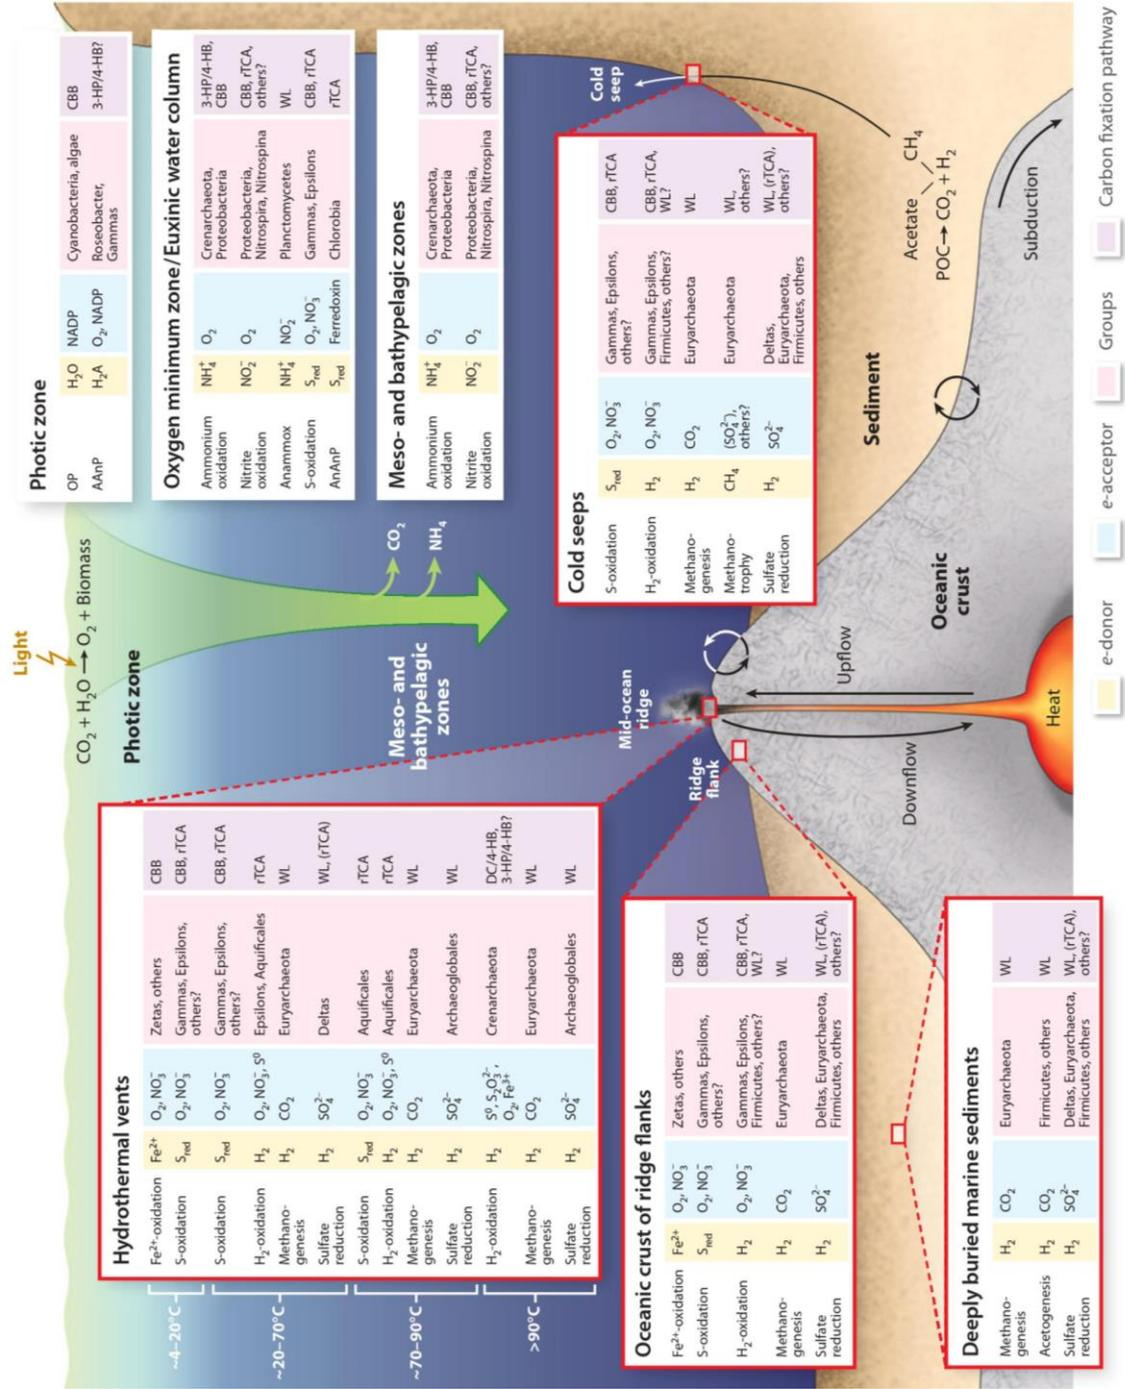 Light
CO₂ + H₂O → O₂ + Biomass
Photic zone
Photic zone
OP H₂O NADP Cyanobacteria, algae CBB
AAnP H₂A O₂, NADP Roseobacter, 3-HP/4-HB?
Gammas
Oxygen minimum zone/Euxinic water column
Ammonium NH₄⁺ O₂ Crenarchaeota, 3-HP/4-HB,
oxidation Proteobacteria CBB
Nitrite NO₂⁻ O₂ Proteobacteria, CBB, rTCA,
oxidation Nitrospira, Nitrospina others?
Anammox NH₄⁺ NO₂⁻ Planctomycetes WL
S-oxidation Sred O₂, NO₃⁻ Gammas, Epsilons CBB, rTCA
AnAnP Sred Ferredoxin Chlorobia rTCA
Meso- and bathypelagic zones
Ammonium NH₄⁺ O₂ Crenarchaeota, 3-HP/4-HB,
oxidation Proteobacteria CBB
Nitrite NO₂⁻ O₂ Proteobacteria, CBB, rTCA,
oxidation Nitrospira, Nitrospina others?
CO₂
NH₄
Meso- and
bathypelagic
zones
Hydrothermal vents
~4–20°C
Fe²⁺-oxidation Fe²⁺ O₂, NO₃⁻ Zetas, others CBB
S-oxidation Sred O₂, NO₃⁻ Gammas, Epsilons, CBB, rTCA
others?
~20–70°C
S-oxidation Sred O₂, NO₃⁻ Gammas, Epsilons, CBB, rTCA
others?
H₂-oxidation H₂ O₂, NO₃⁻, S⁰ Epsilons, Aquificales rTCA
Methano- H₂ CO₂ Euryarchaeota WL
genesis
Sulfate H₂ SO₄²⁻ Deltas WL, (rTCA)
reduction
~70–90°C
S-oxidation Sred O₂, NO₃⁻ Aquificales rTCA
H₂-oxidation H₂ O₂, NO₃⁻, S⁰ Aquificales rTCA
Methano- H₂ CO₂ Euryarchaeota WL
genesis
Sulfate H₂ SO₄²⁻ Archaeoglobales WL
reduction
>90°C
H₂-oxidation H₂ S⁰, S₂O₃²⁻, Crenarchaeota DC/4-HB,
O₂, Fe³⁺ 3-HP/4-HB?
Methano- H₂ CO₂ Euryarchaeota WL
genesis
Sulfate H₂ SO₄²⁻ Archaeoglobales WL
reduction
Cold
seep
Cold seeps
S-oxidation Sred O₂, NO₃⁻ Gammas, Epsilons, CBB, rTCA
others?
H₂-oxidation H₂ O₂, NO₃⁻ Gammas, Epsilons, CBB, rTCA,
Firmicutes, others? WL?
Methano- H₂ CO₂ Euryarchaeota WL
genesis
Methano- CH₄ (SO₄²⁻), Euryarchaeota WL,
trophy others? others?
Sulfate H₂ SO₄²⁻ Deltas, WL, (rTCA),
reduction Euryarchaeota, others?
Firmicutes, others
Mid-ocean
ridge
Ridge
flank
Oceanic crust of ridge flanks
Fe²⁺-oxidation Fe²⁺ O₂, NO₃⁻ Zetas, others CBB
S-oxidation Sred O₂, NO₃⁻ Gammas, Epsilons, CBB, rTCA
others?
H₂-oxidation H₂ O₂, NO₃⁻ Gammas, Epsilons, CBB, rTCA,
Firmicutes, others? WL?
Methano- H₂ CO₂ Euryarchaeota WL
genesis
Sulfate H₂ SO₄²⁻ Deltas, Euryarchaeota, WL, (rTCA),
reduction Firmicutes, others others?
Upflow
Downflow
Heat
Oceanic
crust
Sediment
Acetate CH₄
POC → CO₂ + H₂
Subduction
Deeply buried marine sediments
Methano- H₂ CO₂ Euryarchaeota WL
genesis
Acetogenesis H₂ CO₂ Firmicutes, others WL
Sulfate H₂ SO₄²⁻ Deltas, Euryarchaeota, WL, (rTCA),
reduction Firmicutes, others others?
e-donor e-acceptor Groups Carbon fixation pathway